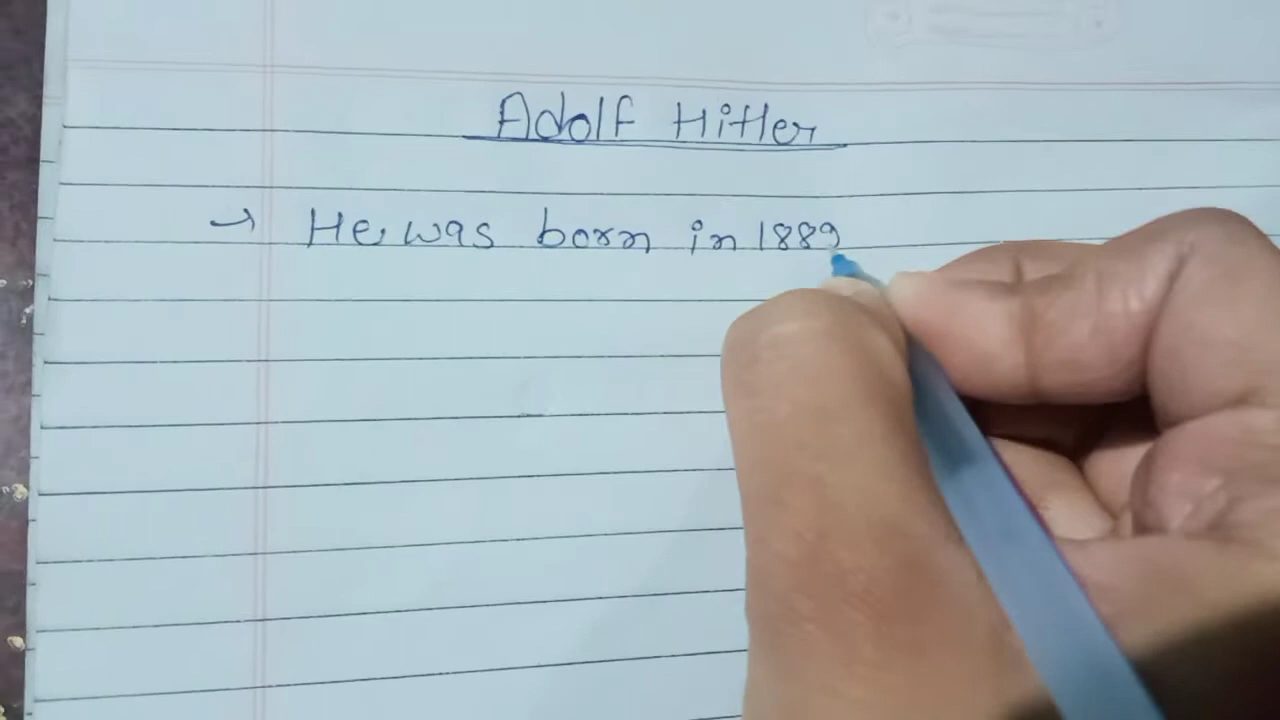 Adolf Hitler
→ He was born in 1889